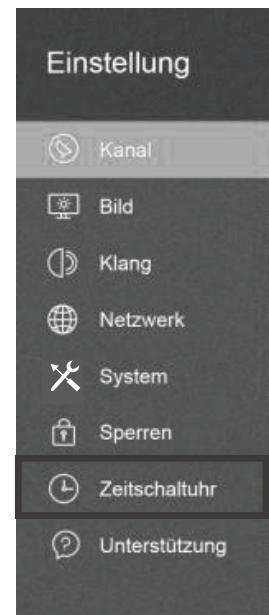 Einstellung
Kanal
Bild
Klang
Netzwerk
System
Sperren
Zeitschaltuhr
Unterstützung